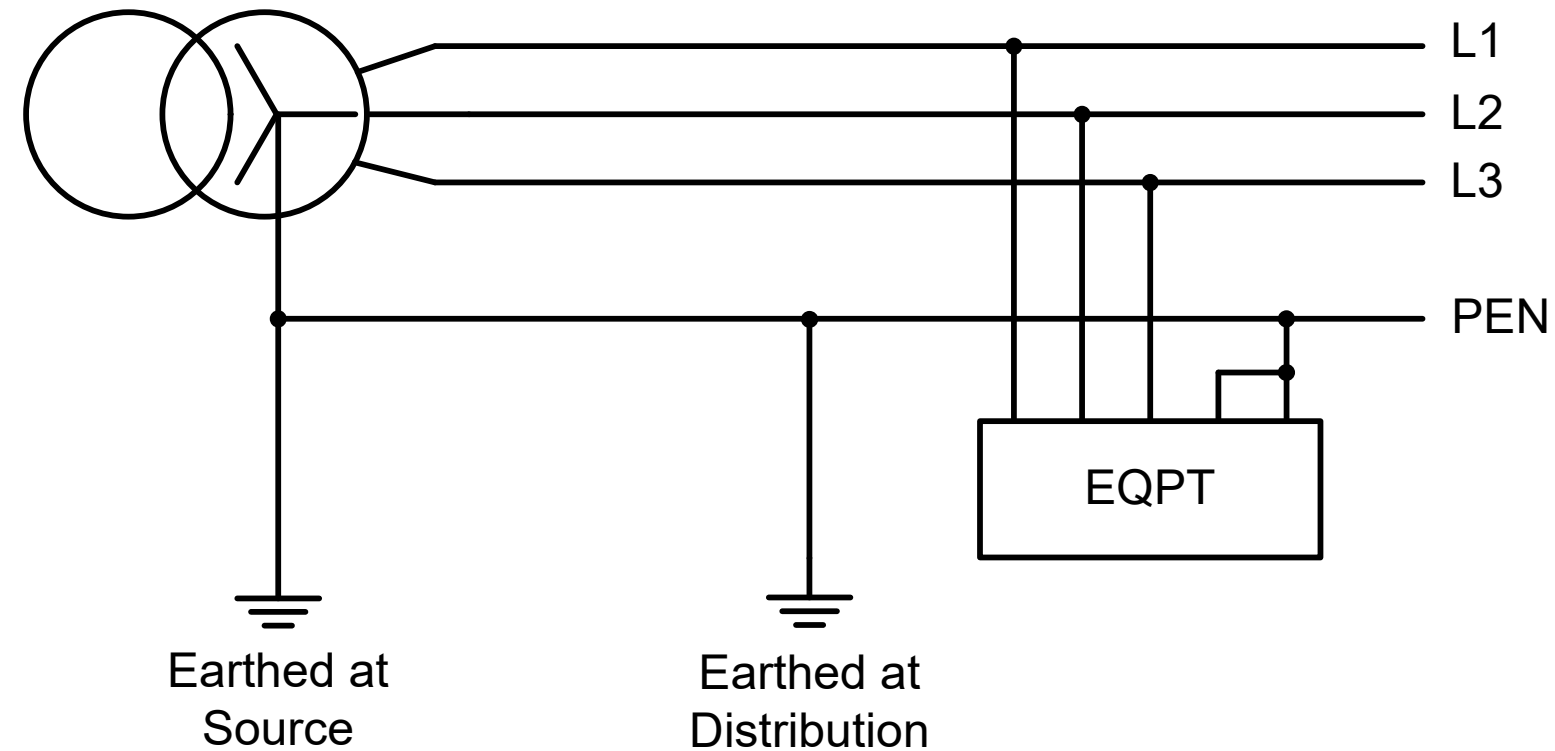 L1
L2
L3
PEN
EQPT
Earthed at
Source
Earthed at
Distribution